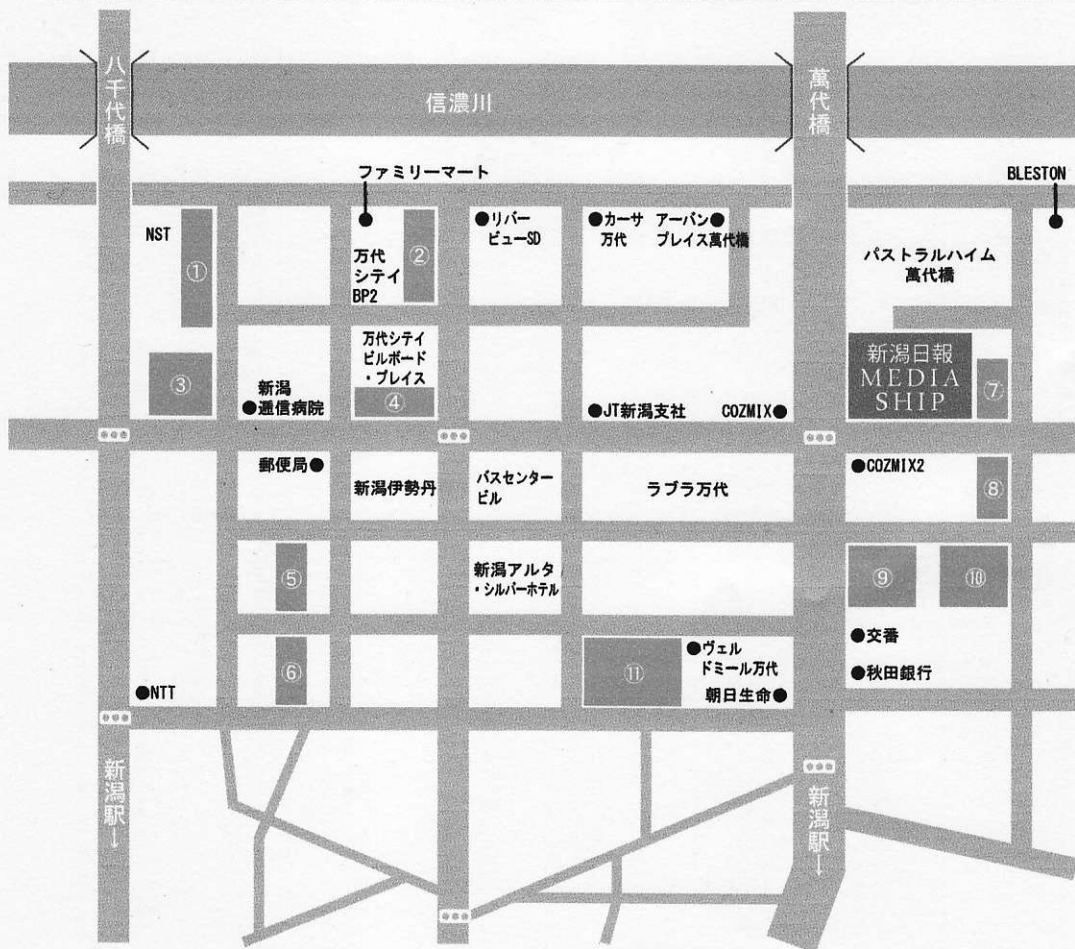 八千代橋
信濃川
萬代橋
ファミリーマート
BLESTON
NST
①
万代
シテイ
BP2
②
●リバー
ビューSD
●カーサ
万代
アーバン●
プレイス萬代橋
パストラルハイム
萬代橋
③
新潟
●逓信病院
万代シテイ
ビルボード
・プレイス
④
●JT新潟支社
COZMIX●
新潟日報
MEDIA
SHIP
⑦
郵便局●
新潟伊勢丹
バスセンター
ビル
ラブラ万代
●COZMIX2
⑧
⑤
新潟アルタ
・シルバーホテル
⑨
⑩
●NTT
⑥
⑪
●ヴェル
ドミール万代
朝日生命●
●交番
●秋田銀行
新潟駅↓
新潟駅↓